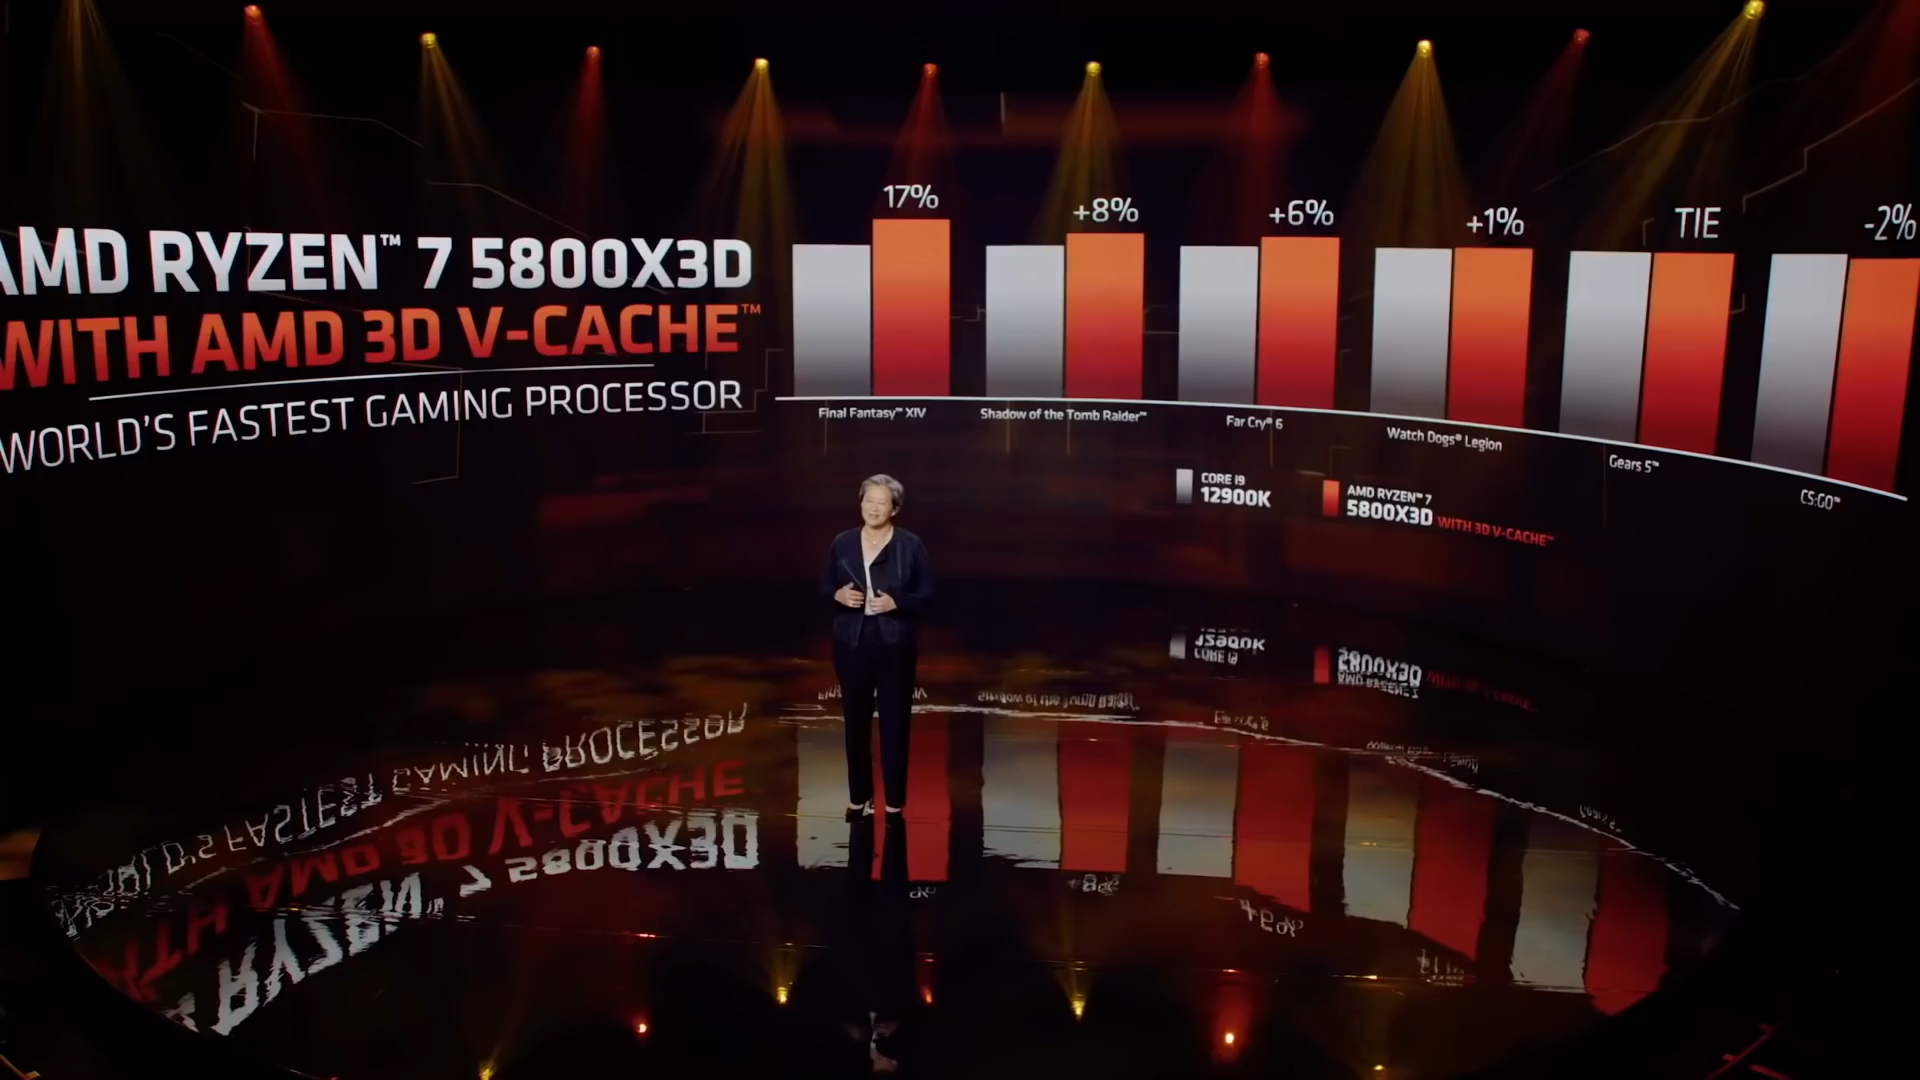 AMD RYZEN™ 7 5800X3D
WITH AMD 3D V-CACHE™
WORLD'S FASTEST GAMING PROCESSOR
17%
+8%
+6%
+1%
TIE
-2%
Final Fantasy™ XIV
Shadow of the Tomb Raider™
Far Cry® 6
Watch Dogs® Legion
Gears 5™
CS:GO™
CORE i9
12900K
AMD RYZEN™ 7
5800X3D WITH 3D V-CACHE™